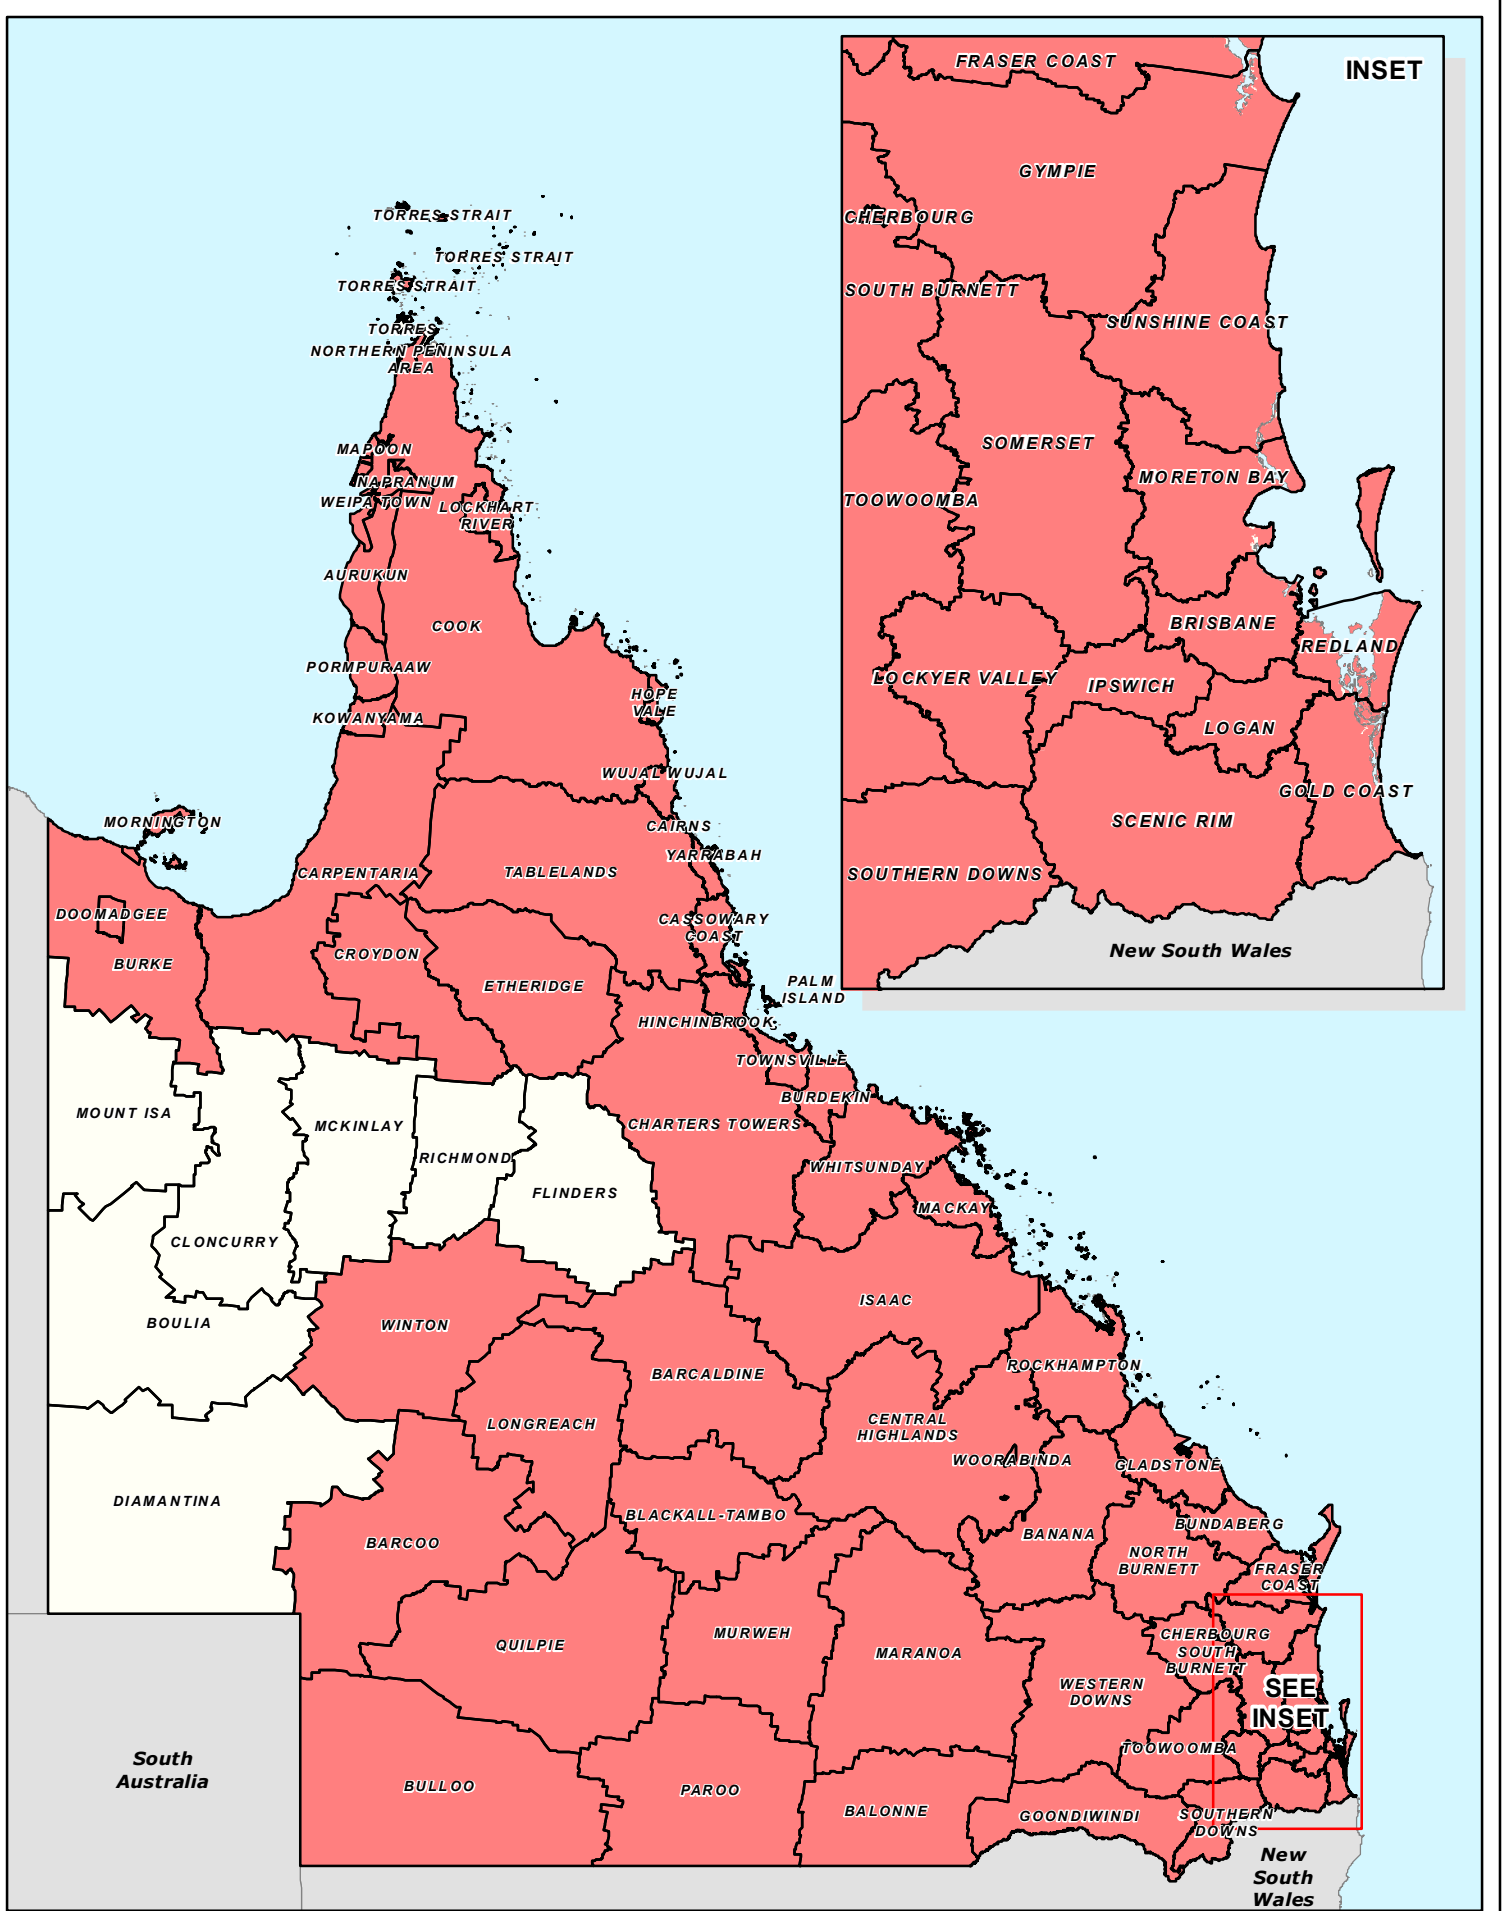 INSET
FRASER COAST
GYMPIE
CHERBOURG
SOUTH BURNETT
SUNSHINE COAST
SOMERSET
MORETON BAY
TOOWOOMBA
BRISBANE
REDLAND
LOCKYER VALLEY
IPSWICH
LOGAN
GOLD COAST
SCENIC RIM
SOUTHERN DOWNS
New South Wales
TORRES STRAIT
TORRES STRAIT
TORRES STRAIT
TORRES
NORTHERN PENINSULA
AREA
MAPOON
NAPRANUM
WEIPA TOWN
LOCKHART
RIVER
AURUKUN
COOK
PORMPURAAW
HOPE
VALE
KOWANYAMA
WUJAL WUJAL
MORNINGTON
CAIRNS
YARRABAH
CARPENTARIA
TABLELANDS
DOOMADGEE
CASSOWARY
COAST
CROYDON
BURKE
ETHERIDGE
PALM
ISLAND
HINCHINBROOK
TOWNSVILLE
BURDEKIN
MOUNT ISA
MCKINLAY
CHARTERS TOWERS
RICHMOND
WHITSUNDAY
FLINDERS
MACKAY
CLONCURRY
ISAAC
BOULIA
WINTON
ROCKHAMPTON
BARCALDINE
LONGREACH
CENTRAL
HIGHLANDS
WOORABINDA
GLADSTONE
DIAMANTINA
BLACKALL-TAMBO
BUNDABERG
BARCOO
BANANA
NORTH
BURNETT
FRASER
COAST
QUILPIE
MURWEH
MARANOA
CHERBOURG
SOUTH
BURNETT
WESTERN
DOWNS
SEE
INSET
TOOWOOMBA
South
Australia
BULLOO
PAROO
BALONNE
GOONDIWINDI
SOUTHERN
DOWNS
New
South
Wales